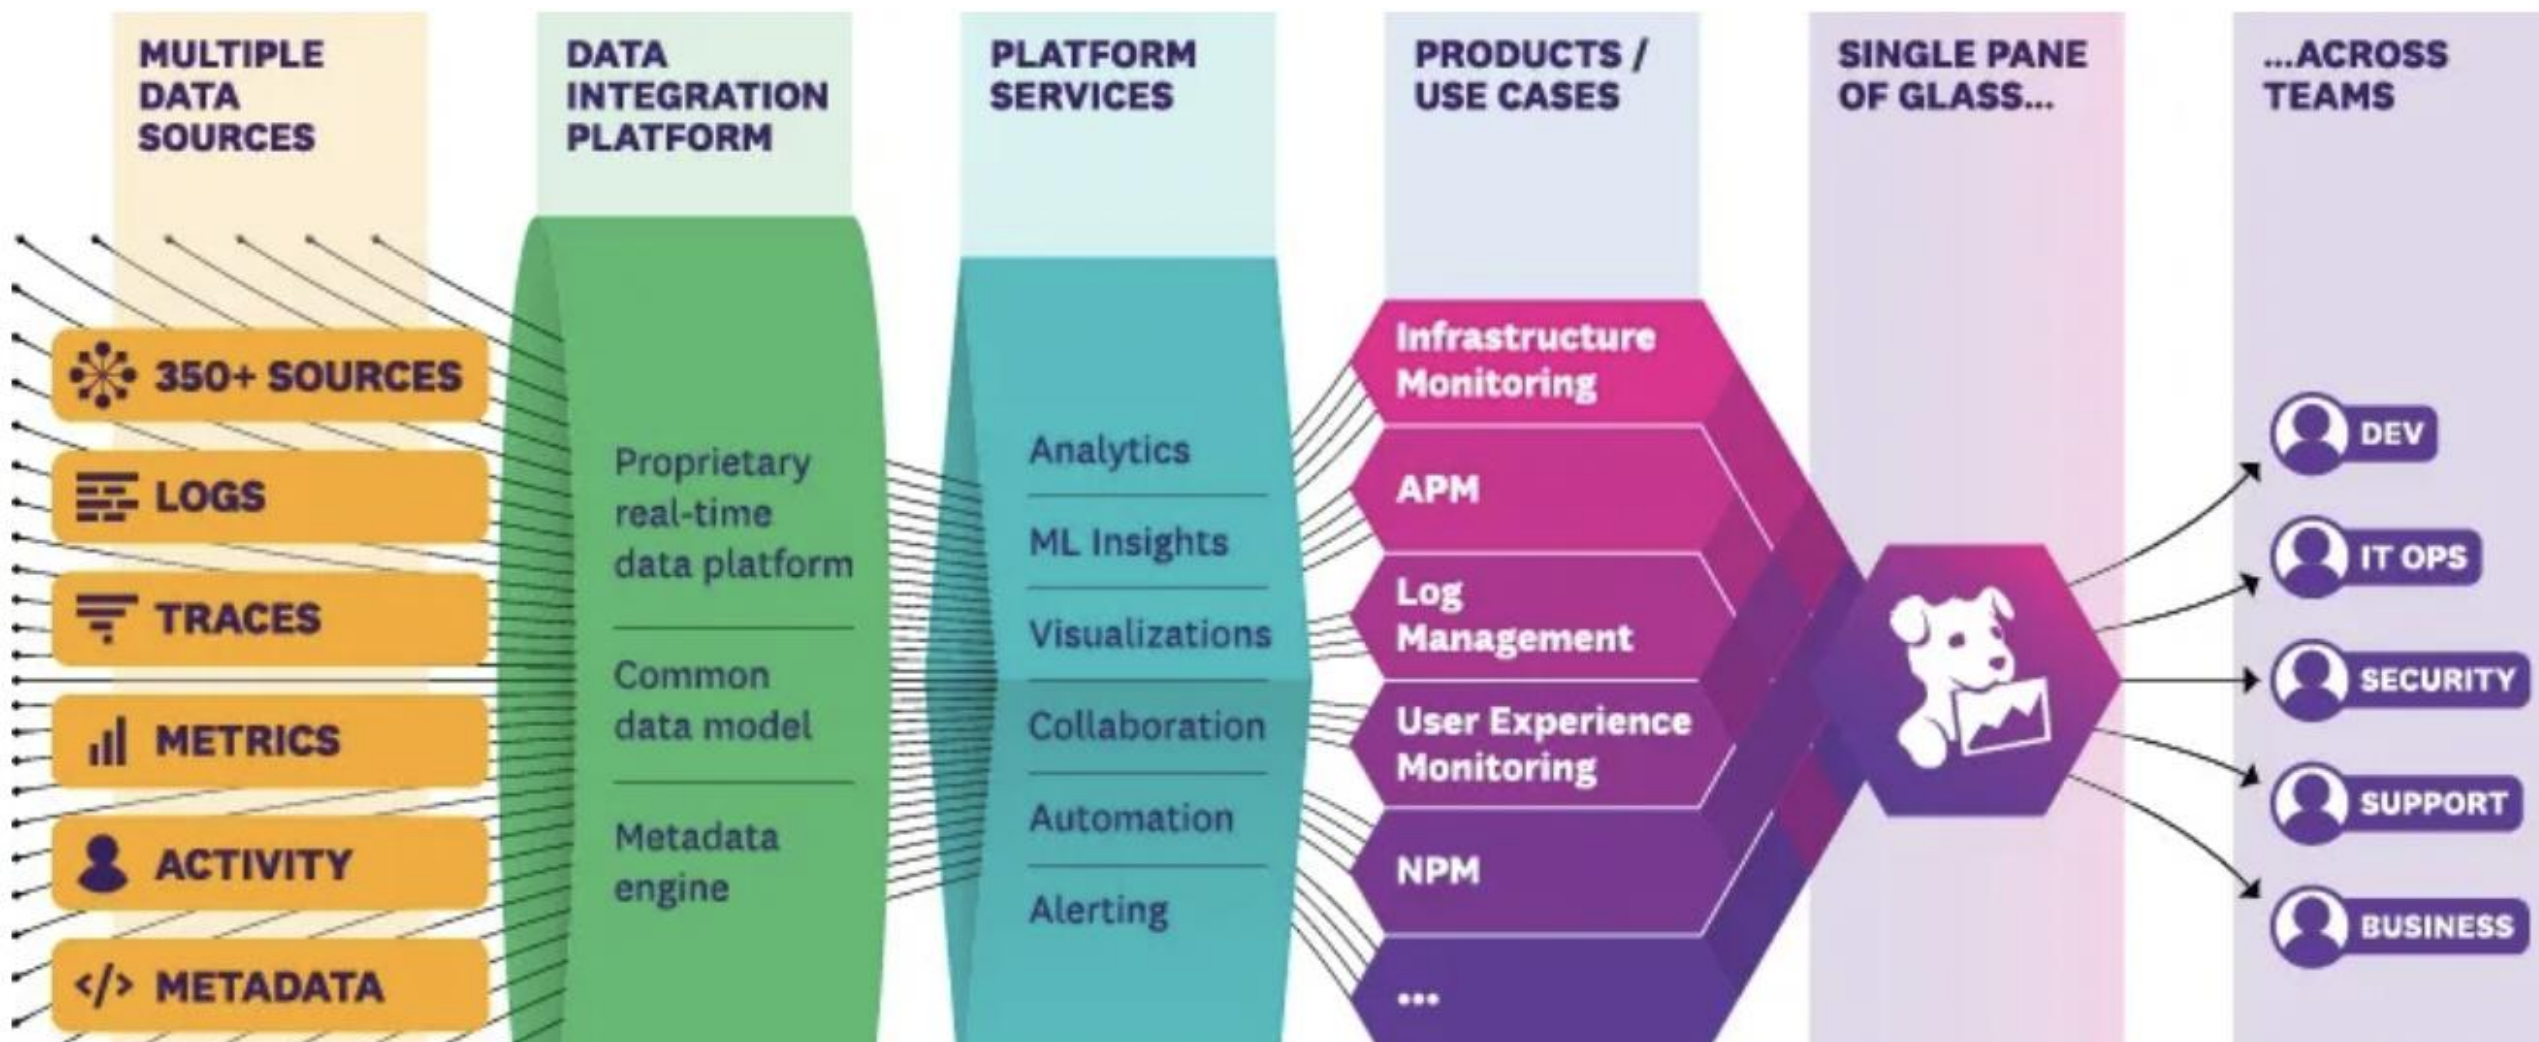 MULTIPLE
DATA
SOURCES
350+ SOURCES
LOGS
TRACES
METRICS
ACTIVITY
</> METADATA
DATA
INTEGRATION
PLATFORM
Proprietary
real-time
data platform
Common
data model
Metadata
engine
PLATFORM
SERVICES
Analytics
ML Insights
Visualizations
Collaboration
Automation
Alerting
PRODUCTS /
USE CASES
Infrastructure
Monitoring
APM
Log
Management
User Experience
Monitoring
NPM
...
SINGLE PANE
OF GLASS...
...ACROSS
TEAMS
DEV
IT OPS
SECURITY
SUPPORT
BUSINESS